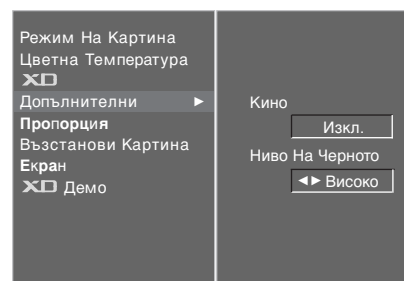 Режим На Картина
Цветна Температура
XD
Допълнителни ►
Пропорция
Възстанови Картина
Екран
XD Демо
Кино
Изкл.
Ниво На Черното
◄► Високо